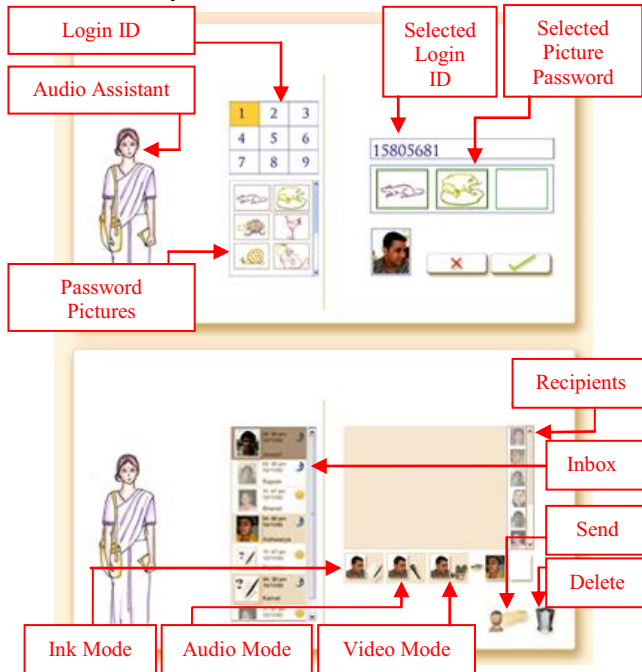 Login ID
Selected
Login
ID
Selected
Picture
Password
Audio Assistant
1 2 3
4 5 6
7 8 9
15805681
Password
Pictures
Recipients
Inbox
Send
Delete
?
?
Ink Mode
Audio Mode
Video Mode